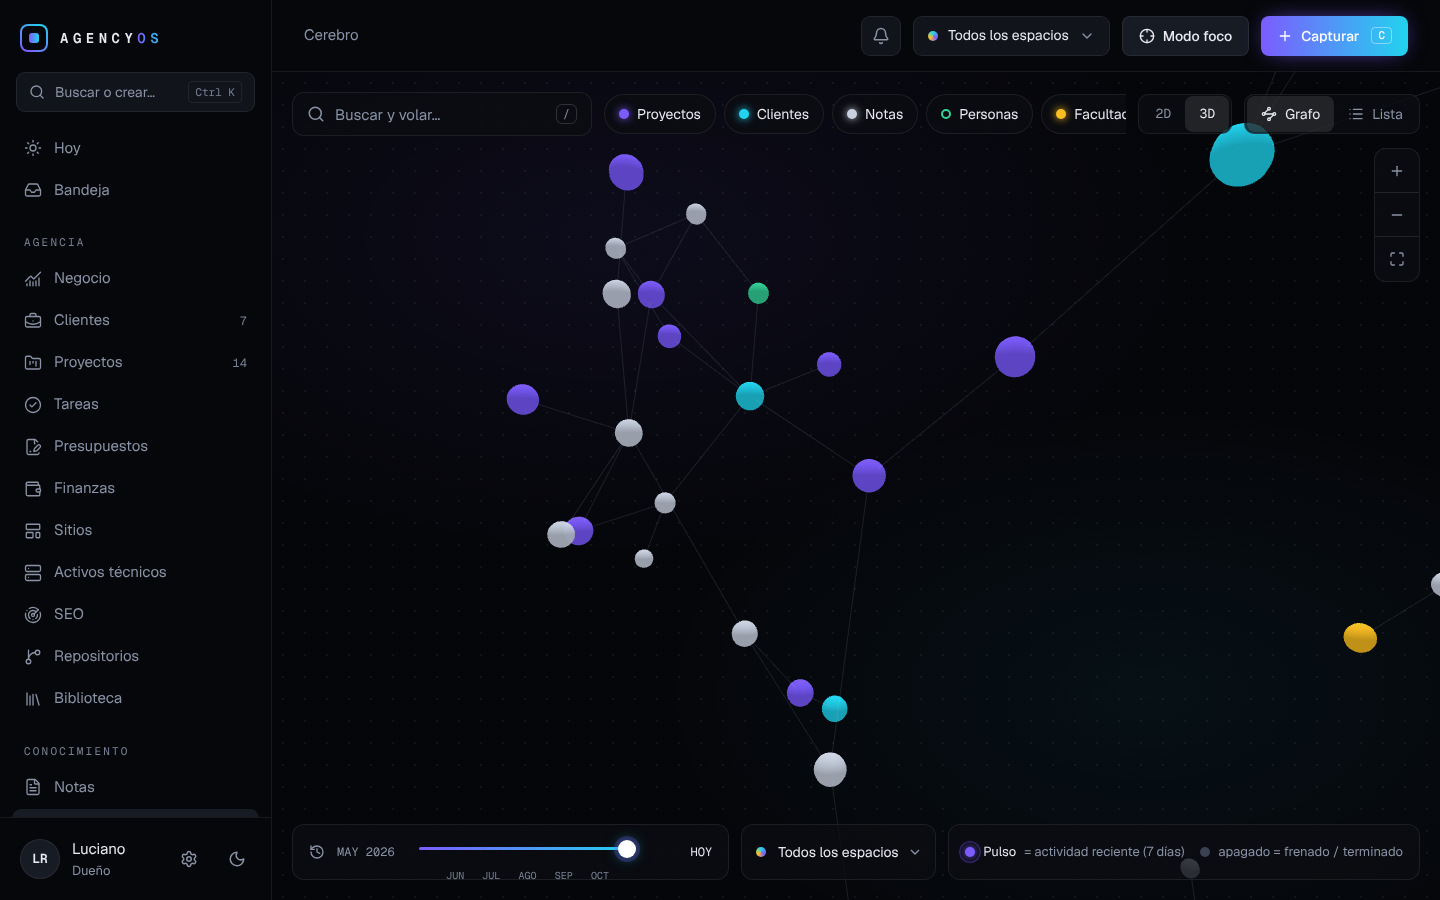 AGENCYOS
Buscar o crear... Ctrl K
Hoy
Bandeja
AGENCIA
Negocio
Clientes 7
Proyectos 14
Tareas
Presupuestos
Finanzas
Sitios
Activos técnicos
SEO
Repositorios
Biblioteca
CONOCIMIENTO
Notas
LR
Luciano
Dueño
Cerebro
Todos los espacios
Modo foco
Capturar C
Buscar y volar... /
Proyectos
Clientes
Notas
Personas
Facultac
2D 3D
Grafo
Lista
MAY 2026
HOY
JUN JUL AGO SEP OCT
Todos los espacios
Pulso = actividad reciente (7 días)
apagado = frenado / terminado